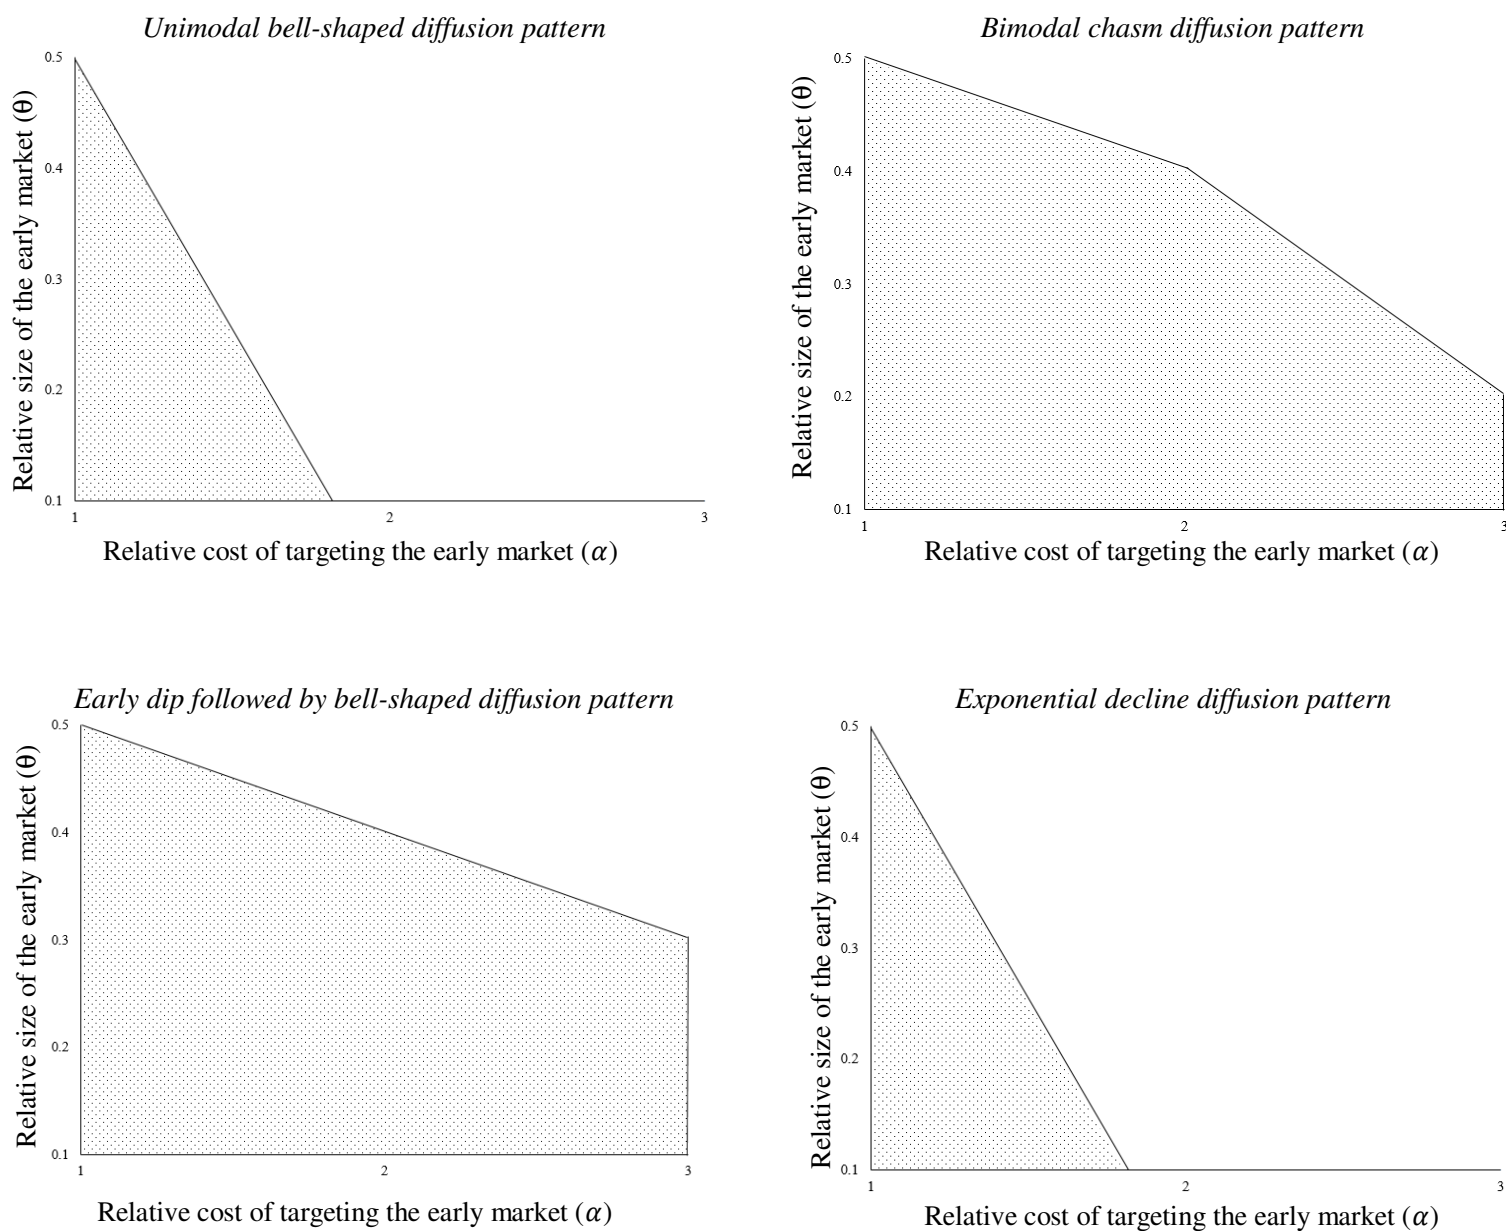 Unimodal bell-shaped diffusion pattern
Relative size of the early market (θ)
0.5
0.4
0.3
0.2
0.1
1
2
3
Relative cost of targeting the early market (α)
Bimodal chasm diffusion pattern
Relative size of the early market (θ)
0.5
0.4
0.3
0.2
0.1
1
2
3
Relative cost of targeting the early market (α)
Early dip followed by bell-shaped diffusion pattern
Relative size of the early market (θ)
0.5
0.4
0.3
0.2
0.1
1
2
3
Relative cost of targeting the early market (α)
Exponential decline diffusion pattern
Relative size of the early market (θ)
0.5
0.4
0.3
0.2
0.1
1
2
3
Relative cost of targeting the early market (α)